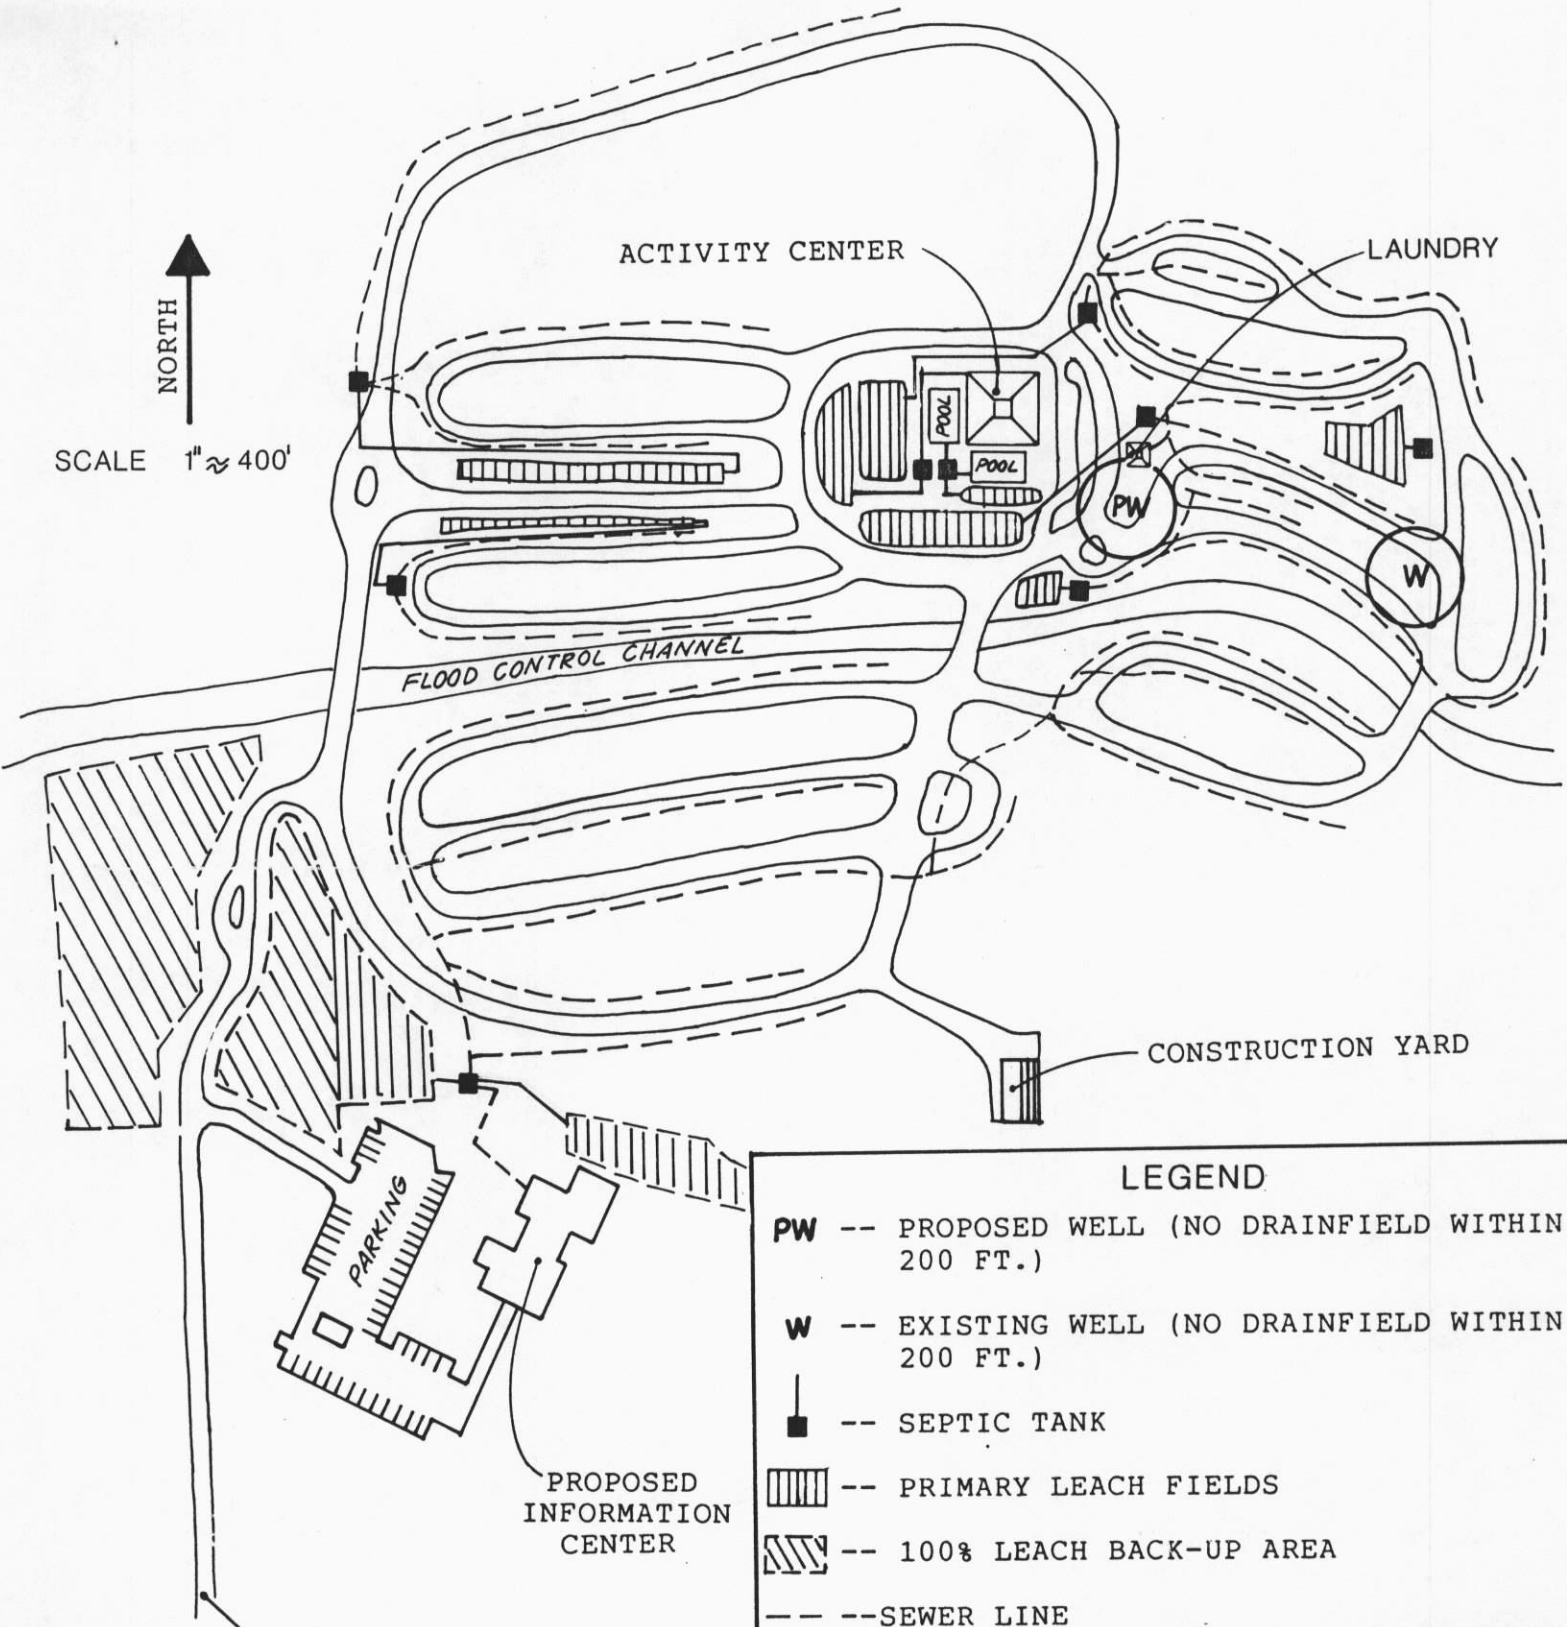 ACTIVITY CENTER
LAUNDRY
NORTH
SCALE 1" ≈ 400'
POOL
POOL
PW
W
FLOOD CONTROL CHANNEL
CONSTRUCTION YARD
PARKING
PROPOSED
INFORMATION
CENTER
LEGEND
PW -- PROPOSED WELL (NO DRAINFIELD WITHIN
200 FT.)
W -- EXISTING WELL (NO DRAINFIELD WITHIN
200 FT.)
-- SEPTIC TANK
-- PRIMARY LEACH FIELDS
-- 100% LEACH BACK-UP AREA
-- SEWER LINE